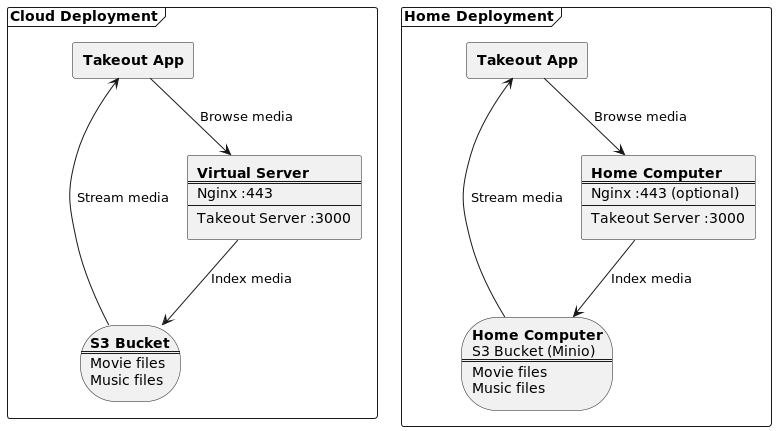 Cloud Deployment
Takeout App
Browse media
Virtual Server
Nginx :443
Takeout Server :3000
Stream media
Index media
S3 Bucket
Movie files
Music files
Home Deployment
Takeout App
Browse media
Home Computer
Nginx :443 (optional)
Takeout Server :3000
Stream media
Index media
Home Computer
S3 Bucket (Minio)
Movie files
Music files